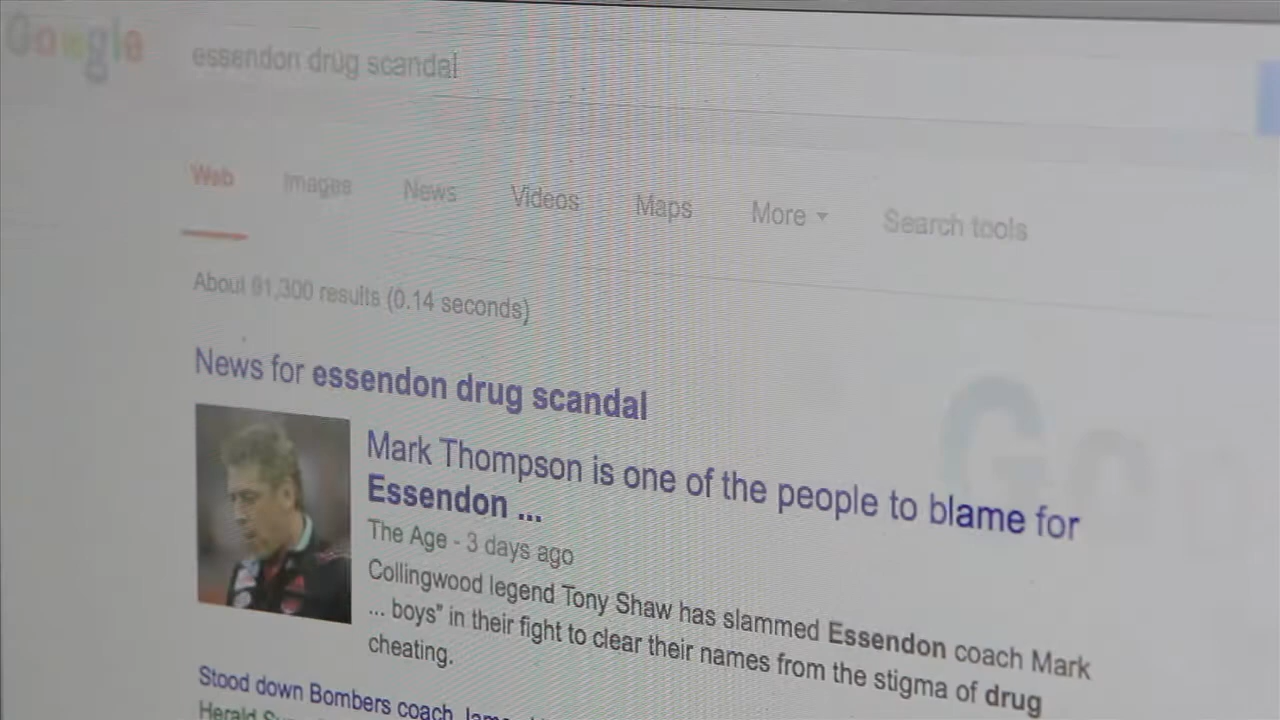 Google
essendon drug scandal
Web Images News Videos Maps More Search tools
About 61,300 results (0.14 seconds)
News for essendon drug scandal
Mark Thompson is one of the people to blame for
Essendon ...
The Age - 3 days ago
Collingwood legend Tony Shaw has slammed Essendon coach Mark
... boys" in their fight to clear their names from the stigma of drug
cheating.
Stood down Bombers coach
Herald